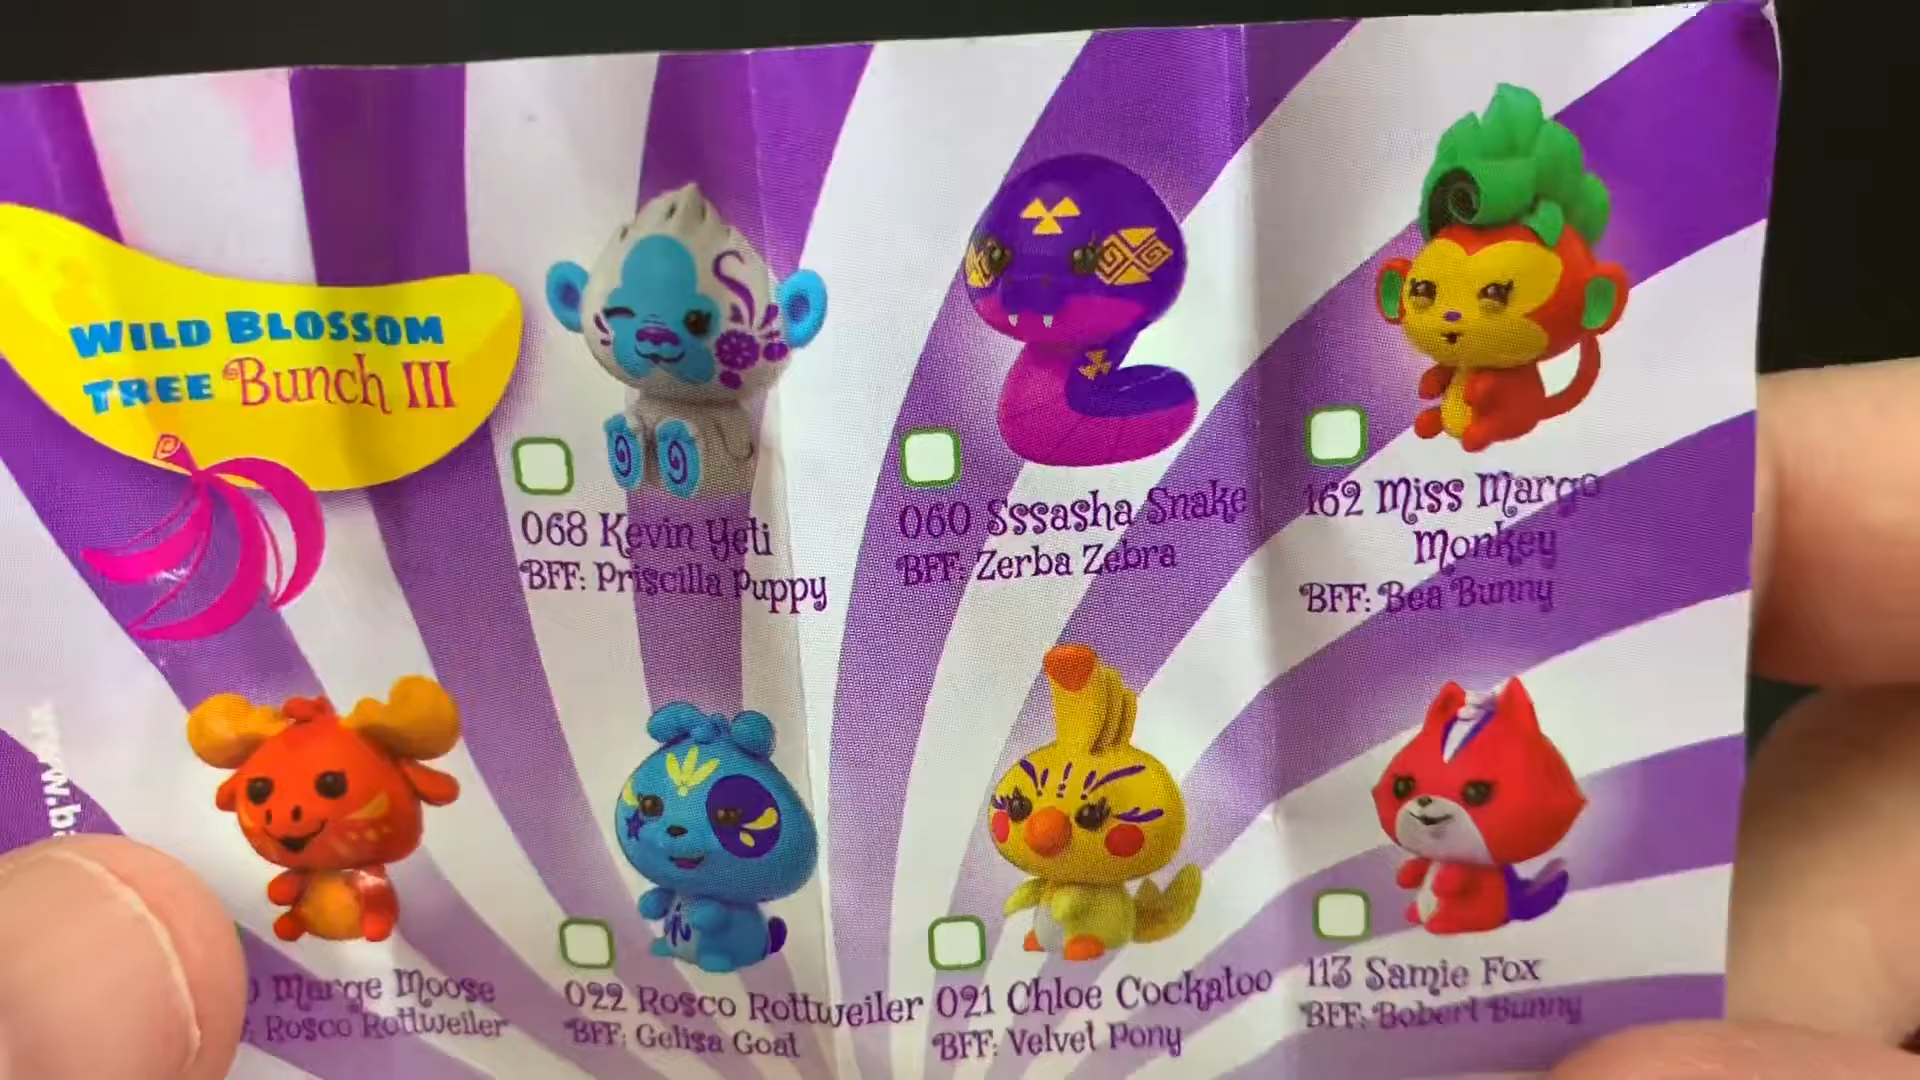 WILD BLOSSOM
TREE Bunch III
068 Kevin Yeti
BFF: Priscilla Puppy
060 Sssasha Snake
BFF: Zerba Zebra
162 Miss Margo
Monkey
BFF: Bea Bunny
Marge Moose
Rosco Rottweiler
022 Rosco Rottweiler
BFF: Gelisa Goat
021 Chloe Cockatoo
BFF: Velvet Pony
113 Samie Fox
BFF: Bobert Bunny